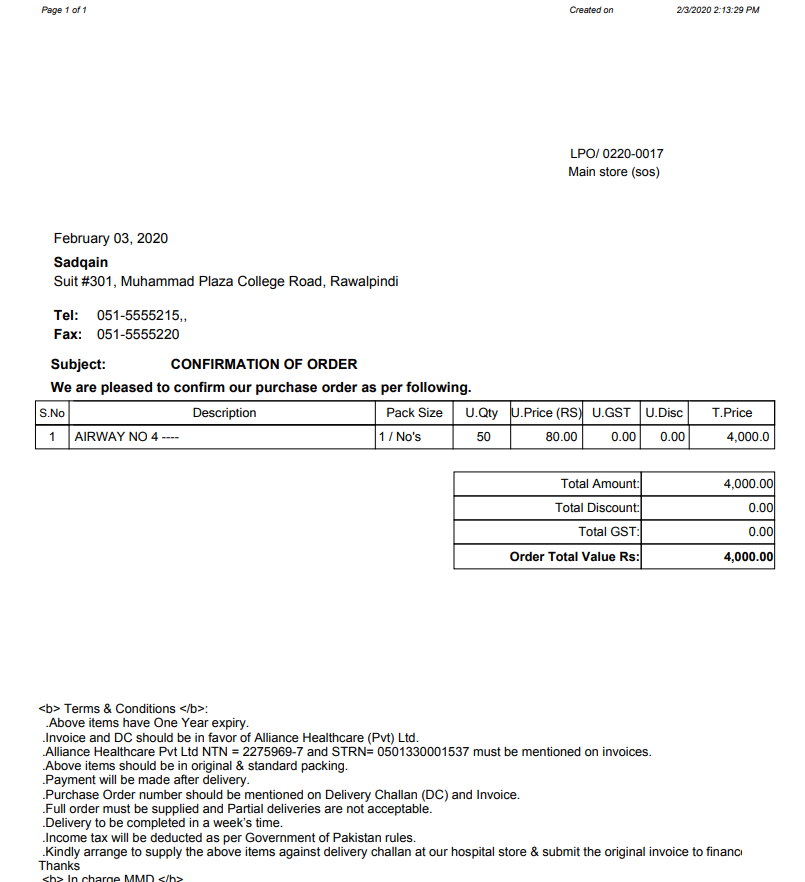 Page 1 of 1 Created on 2/3/2020 2:13:29 PM
LPO/ 0220-0017
Main store (sos)
February 03, 2020
Sadqain
Suit #301, Muhammad Plaza College Road, Rawalpindi
Tel: 051-5555215,,
Fax: 051-5555220
Subject: CONFIRMATION OF ORDER
We are pleased to confirm our purchase order as per following.
S.No Description Pack Size U.Qty U.Price (RS) U.GST U.Disc T.Price
1 AIRWAY NO 4 ---- 1 / No's 50 80.00 0.00 0.00 4,000.0
Total Amount: 4,000.00
Total Discount: 0.00
Total GST: 0.00
Order Total Value Rs: 4,000.00
<b> Terms & Conditions </b>:
.Above items have One Year expiry.
.Invoice and DC should be in favor of Alliance Healthcare (Pvt) Ltd.
.Alliance Healthcare Pvt Ltd NTN = 2275969-7 and STRN= 0501330001537 must be mentioned on invoices.
.Above items should be in original & standard packing.
.Payment will be made after delivery.
.Purchase Order number should be mentioned on Delivery Challan (DC) and Invoice.
.Full order must be supplied and Partial deliveries are not acceptable.
.Delivery to be completed in a week's time.
.Income tax will be deducted as per Government of Pakistan rules.
.Kindly arrange to supply the above items against delivery challan at our hospital store & submit the original invoice to financ
Thanks
<b> In charge MMD </b>